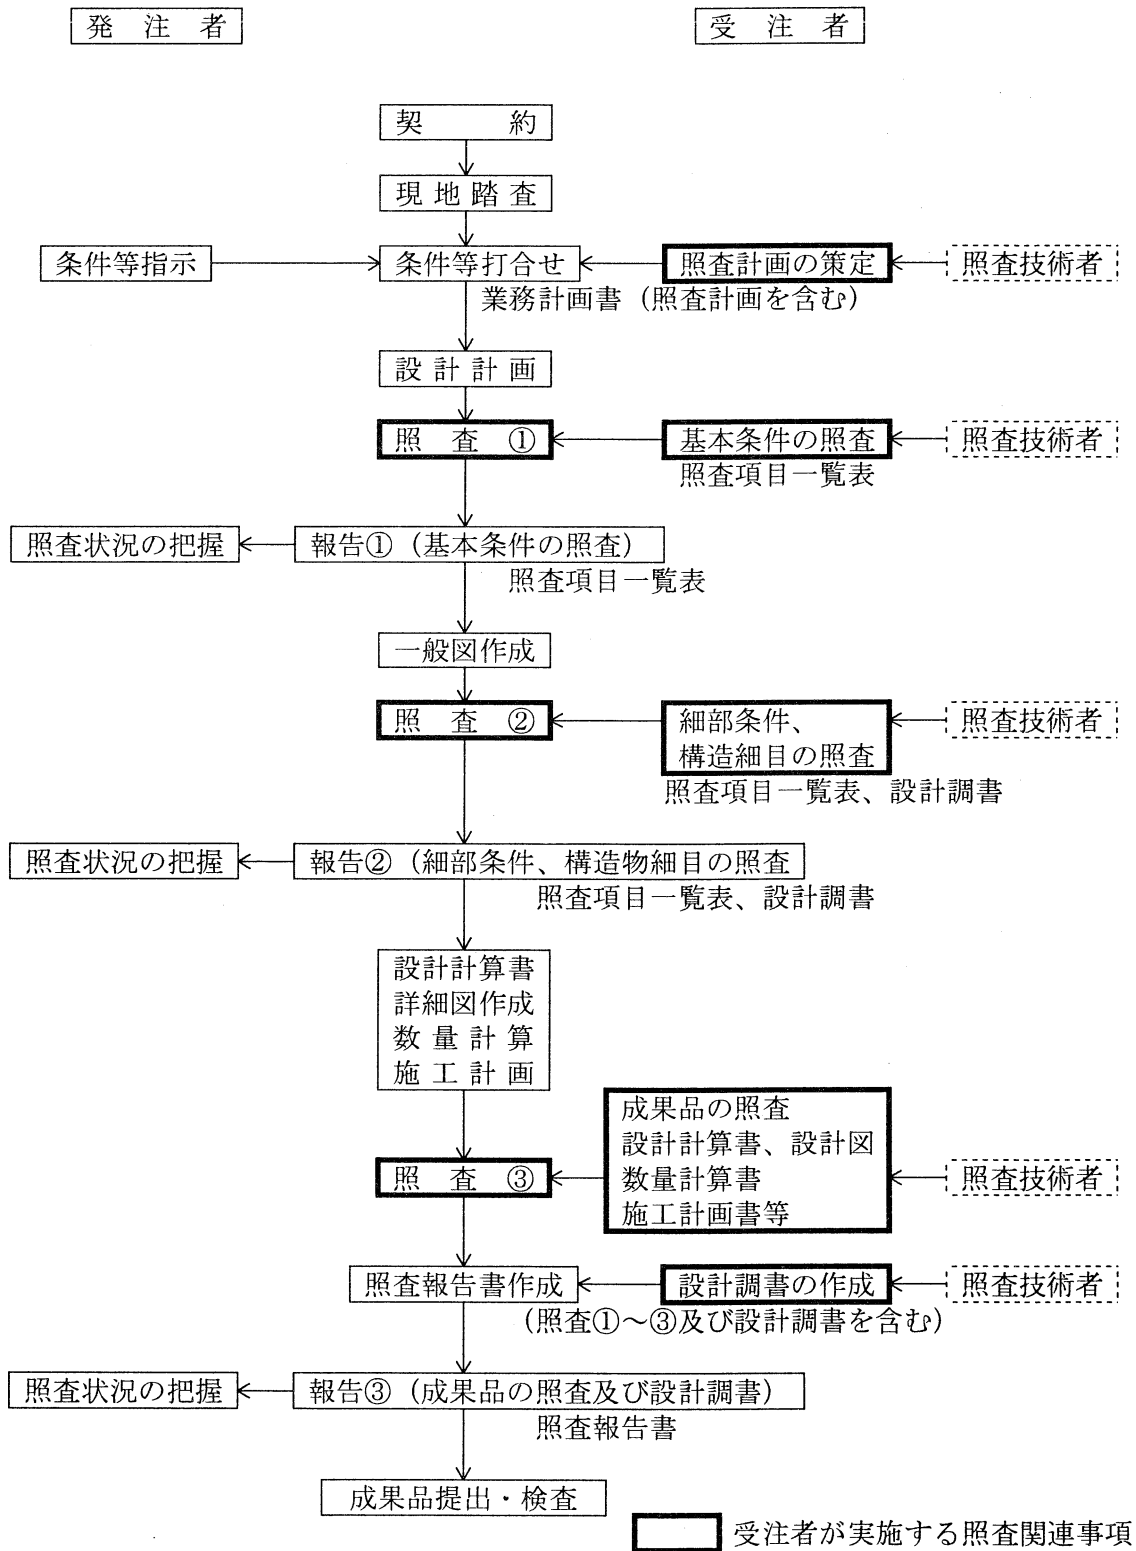 発注者
受注者
契約
現地踏査
条件等指示
条件等打合せ
照査計画の策定
照査技術者
業務計画書（照査計画を含む）
設計計画
照査①
基本条件の照査
照査技術者
照査項目一覧表
照査状況の把握
報告①（基本条件の照査）
照査項目一覧表
一般図作成
照査②
細部条件、
構造細目の照査
照査技術者
照査項目一覧表、設計調書
照査状況の把握
報告②（細部条件、構造物細目の照査
照査項目一覧表、設計調書
設計計算書
詳細図作成
数量計算
施工計画
照査③
成果品の照査
設計計算書、設計図
数量計算書
施工計画書等
照査技術者
照査報告書作成
設計調書の作成
照査技術者
（照査①～③及び設計調書を含む）
照査状況の把握
報告③（成果品の照査及び設計調書）
照査報告書
成果品提出・検査
受注者が実施する照査関連事項